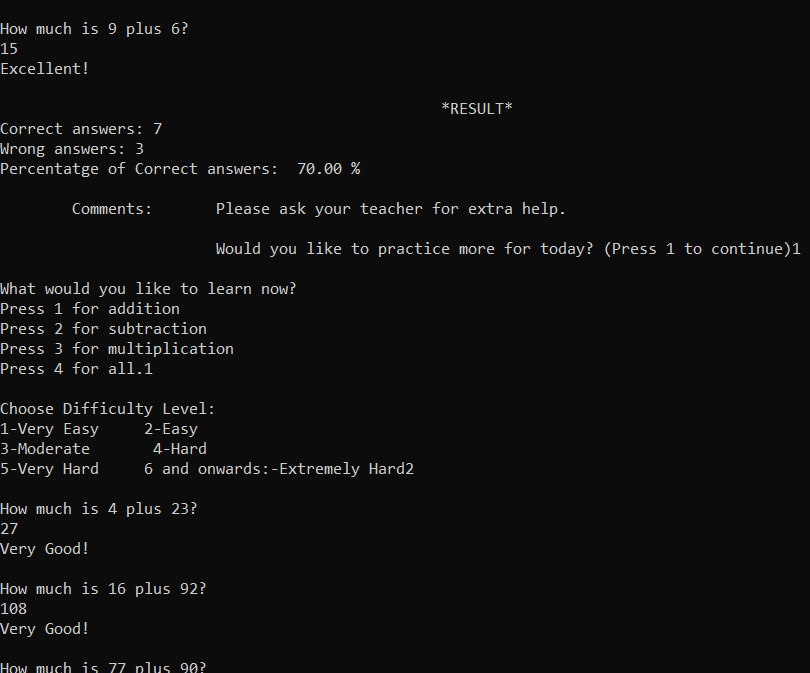 How much is 9 plus 6?
15
Excellent!
*RESULT*
Correct answers: 7
Wrong answers: 3
Percentatge of Correct answers:  70.00 %
Comments:       Please ask your teacher for extra help.
Would you like to practice more for today? (Press 1 to continue)1
What would you like to learn now?
Press 1 for addition
Press 2 for subtraction
Press 3 for multiplication
Press 4 for all.1
Choose Difficulty Level:
1-Very Easy     2-Easy
3-Moderate       4-Hard
5-Very Hard     6 and onwards:-Extremely Hard2
How much is 4 plus 23?
27
Very Good!
How much is 16 plus 92?
108
Very Good!
How much is 77 plus 90?